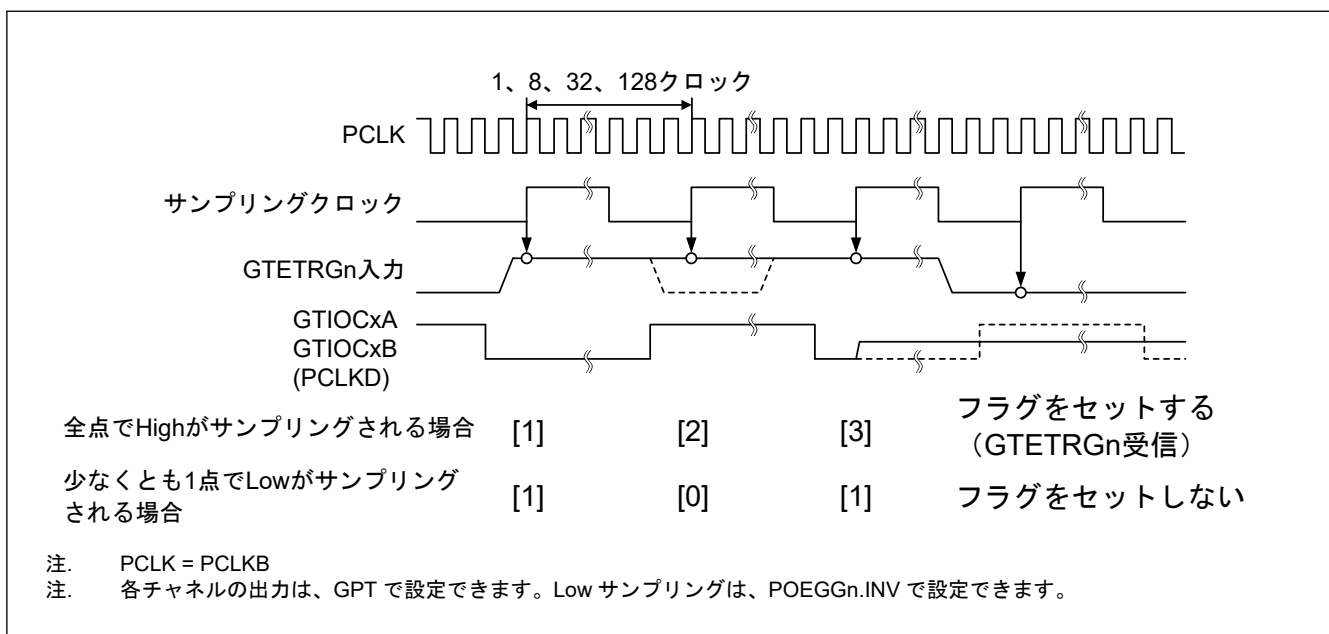 1、8、32、128クロック
PCLK
サンプリングクロック
GTETRGn入力
GTIOCxA
GTIOCxB
(PCLKD)
全点でHighがサンプリングされる場合 [1] [2] [3] フラグをセットする
（GTETRGn受信）
少なくとも1点でLowがサンプリング
される場合 [1] [0] [1] フラグをセットしない
注. PCLK = PCLKB
注. 各チャネルの出力は、GPT で設定できます。Low サンプリングは、POEGGn.INV で設定できます。